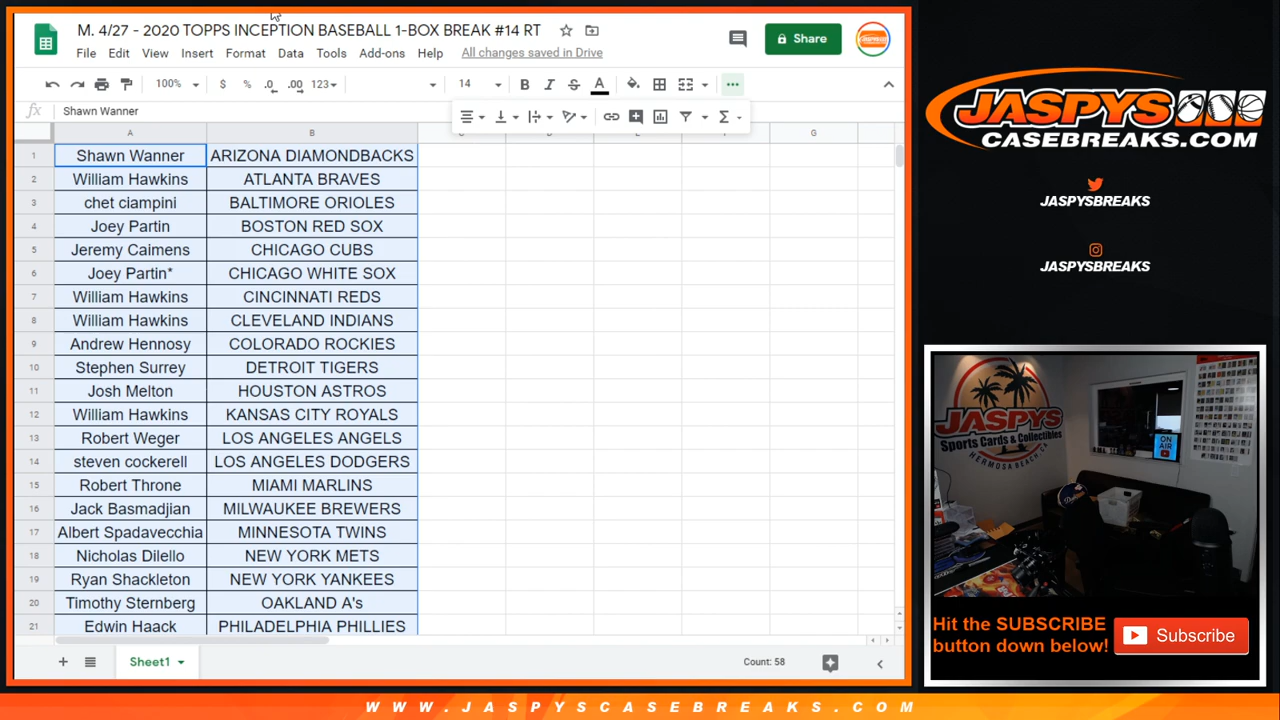 M. 4/27 - 2020 TOPPS INCEPTION BASEBALL 1-BOX BREAK #14 RT
Share
File Edit View Insert Format Data Tools Add-ons Help All changes saved in Drive
100% $ % .0 .00 123 14 B I S A
fx Shawn Wanner
A B C D E F G
1 Shawn Wanner ARIZONA DIAMONDBACKS
2 William Hawkins ATLANTA BRAVES
3 chet ciampini BALTIMORE ORIOLES
4 Joey Partin BOSTON RED SOX
5 Jeremy Caimens CHICAGO CUBS
6 Joey Partin* CHICAGO WHITE SOX
7 William Hawkins CINCINNATI REDS
8 William Hawkins CLEVELAND INDIANS
9 Andrew Hennosy COLORADO ROCKIES
10 Stephen Surrey DETROIT TIGERS
11 Josh Melton HOUSTON ASTROS
12 William Hawkins KANSAS CITY ROYALS
13 Robert Weger LOS ANGELES ANGELS
14 steven cockerell LOS ANGELES DODGERS
15 Robert Throne MIAMI MARLINS
16 Jack Basmadjian MILWAUKEE BREWERS
17 Albert Spadavecchia MINNESOTA TWINS
18 Nicholas Dilello NEW YORK METS
19 Ryan Shackleton NEW YORK YANKEES
20 Timothy Sternberg OAKLAND A's
21 Edwin Haack PHILADELPHIA PHILLIES
Sheet1
Count: 58
JASPYS
CASEBREAKS.COM
JASPYSBREAKS
JASPYSBREAKS
JASPYS
Sports Cards & Collectibles
HERMOSA BEACH, CA
ON AIR
Hit the SUBSCRIBE
button down below!
Subscribe
WWW.JASPYSCASEBREAKS.COM